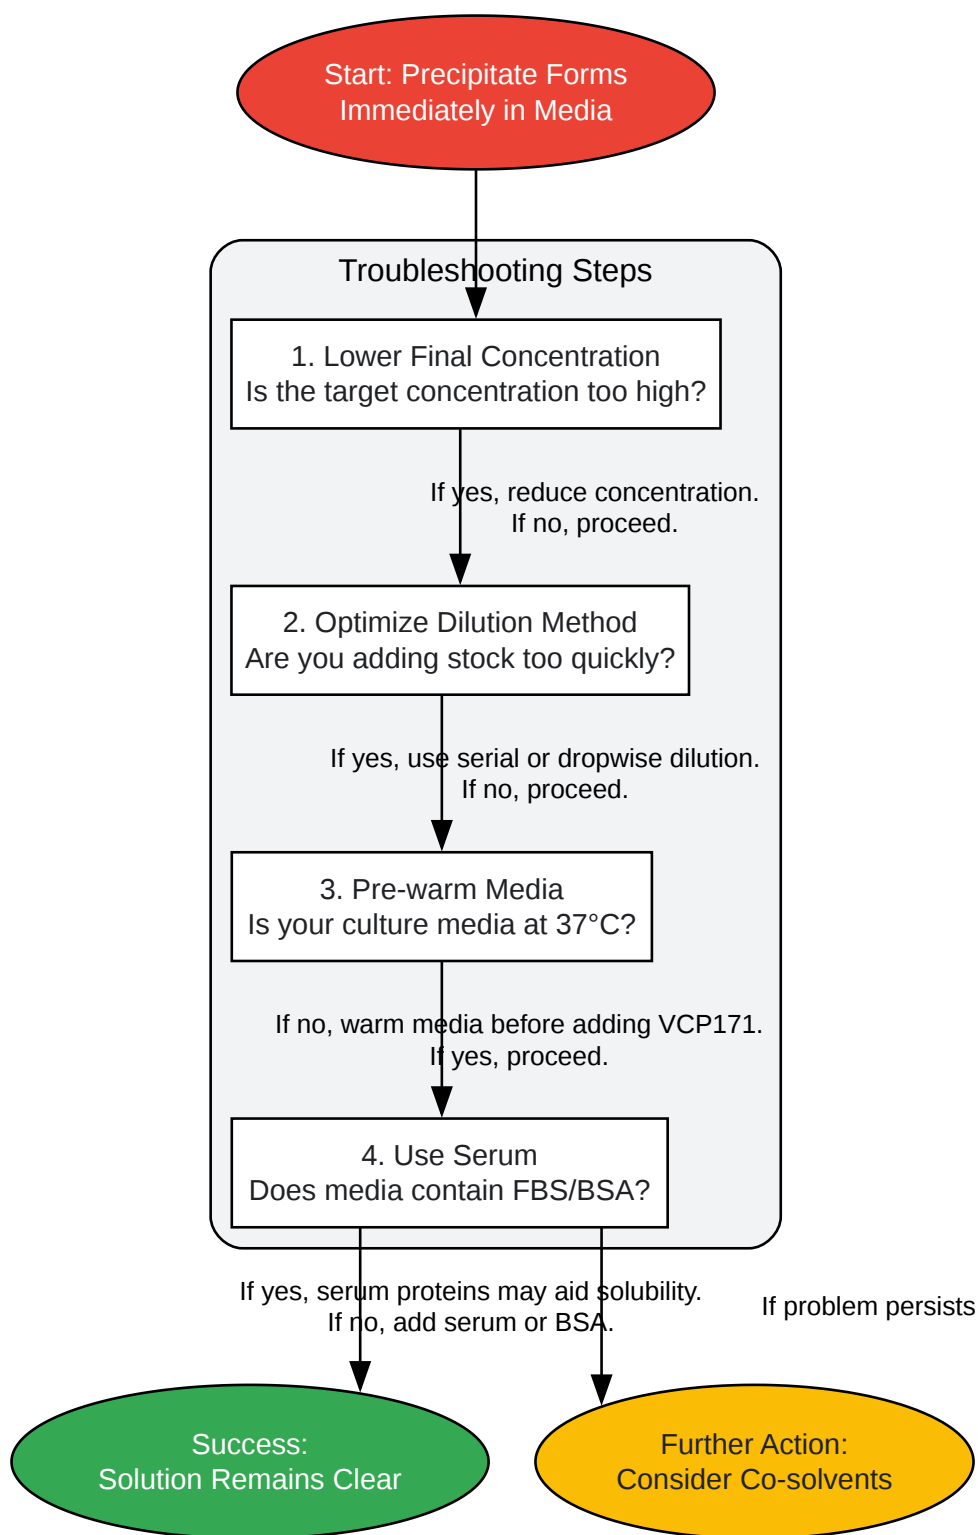 Start: Precipitate Forms
Immediately in Media
Troubleshooting Steps
1. Lower Final Concentration
Is the target concentration too high?
If yes, reduce concentration.
If no, proceed.
2. Optimize Dilution Method
Are you adding stock too quickly?
If yes, use serial or dropwise dilution.
If no, proceed.
3. Pre-warm Media
Is your culture media at 37°C?
If no, warm media before adding VCP171.
If yes, proceed.
4. Use Serum
Does media contain FBS/BSA?
If yes, serum proteins may aid solubility.
If no, add serum or BSA.
If problem persists
Success:
Solution Remains Clear
Further Action:
Consider Co-solvents